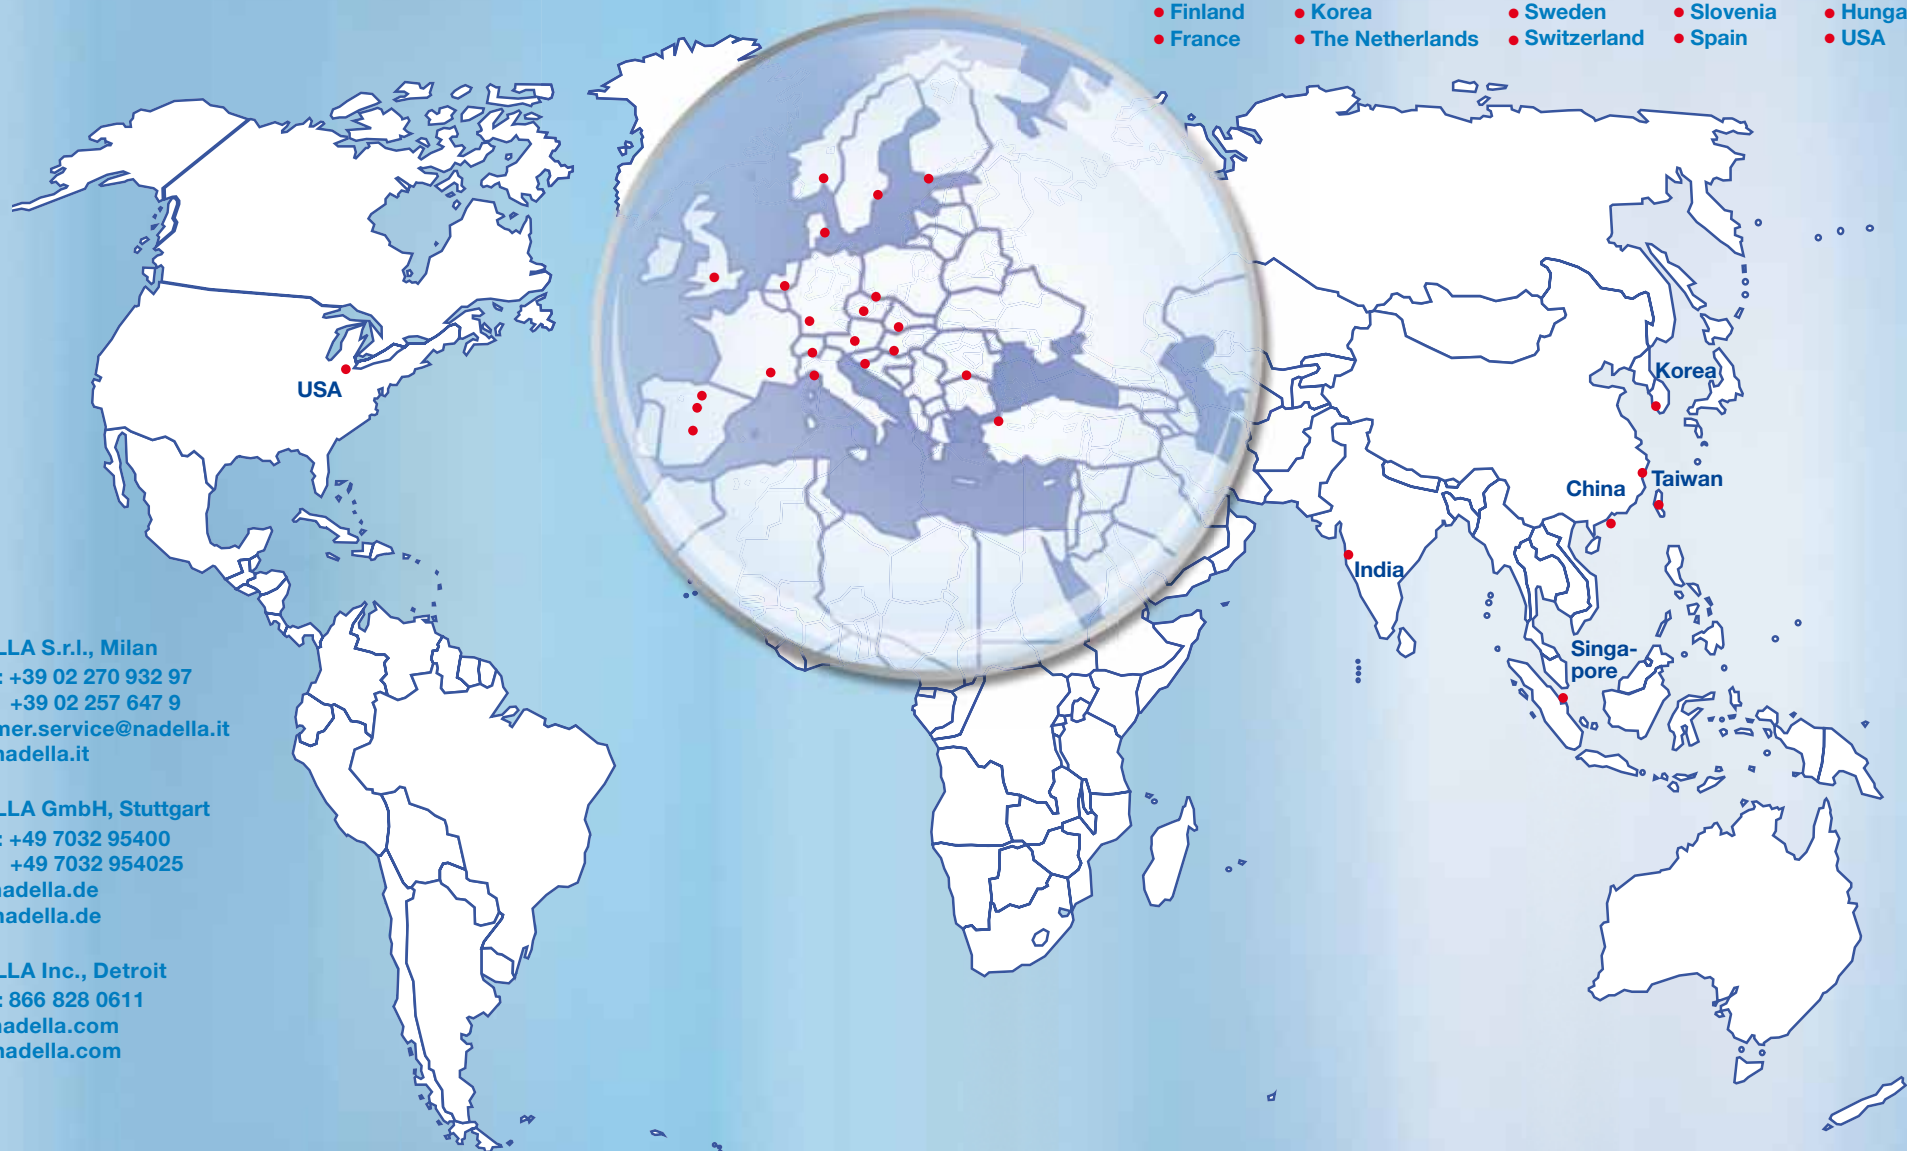 Finland
Korea
Sweden
Slovenia
Hunga
France
The Netherlands
Switzerland
Spain
USA
USA
Korea
China
Taiwan
India
Singa-
pore
LLA S.r.l., Milan
: +39 02 270 932 97
+39 02 257 647 9
mer.service@nadella.it
nadella.it
LLA GmbH, Stuttgart
: +49 7032 95400
+49 7032 954025
nadella.de
nadella.de
LLA Inc., Detroit
: 866 828 0611
nadella.com
nadella.com